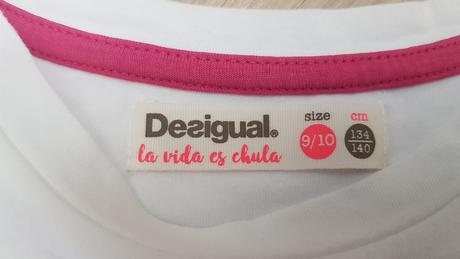 Desigual®
la vida es chula
size
9/10
cm
134
140